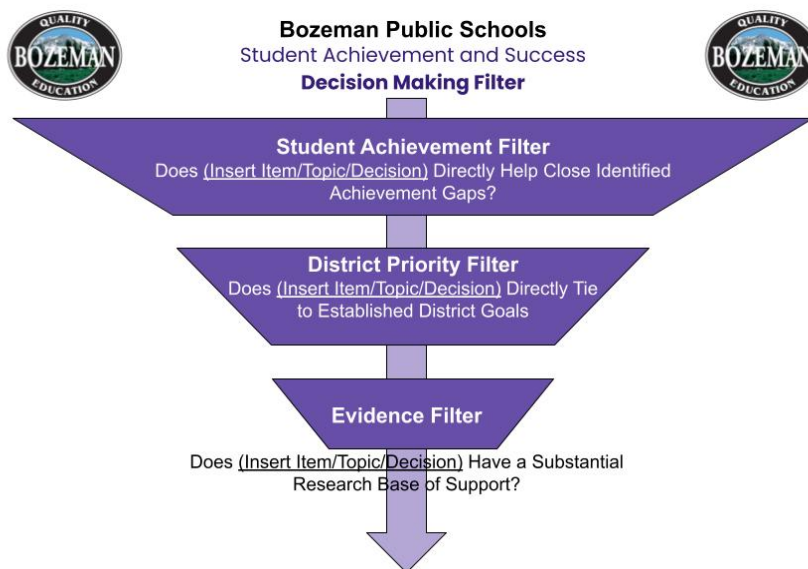 QUALITY
BOZEMAN
EDUCATION
Bozeman Public Schools
Student Achievement and Success
Decision Making Filter
QUALITY
BOZEMAN
EDUCATION
Student Achievement Filter
Does (Insert Item/Topic/Decision) Directly Help Close Identified
Achievement Gaps?
District Priority Filter
Does (Insert Item/Topic/Decision) Directly Tie
to Established District Goals
Evidence Filter
Does (Insert Item/Topic/Decision) Have a Substantial
Research Base of Support?